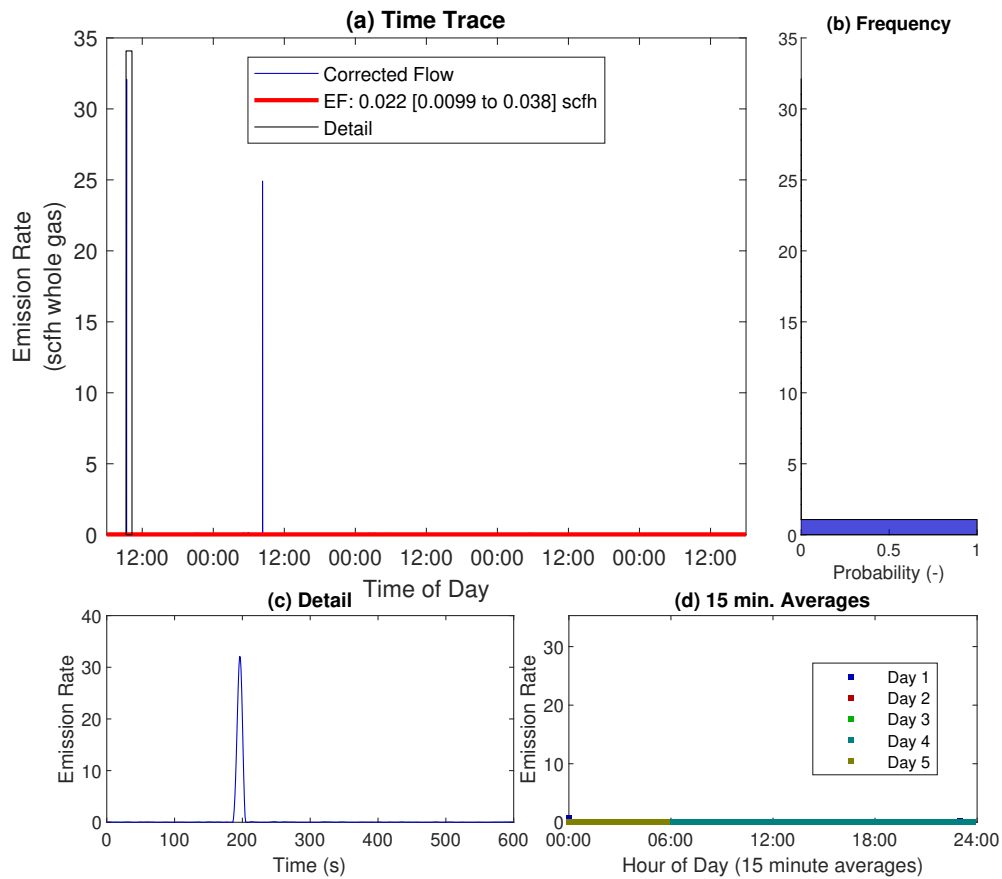 (a) Time Trace
35
30
25
20
15
10
5
0
Emission Rate
(scfh whole gas)
Corrected Flow
EF: 0.022 [0.0099 to 0.038] scfh
Detail
12:00 00:00 12:00 00:00 12:00 00:00 12:00 00:00 12:00
Time of Day
(b) Frequency
35
30
25
20
15
10
5
0
0 0.5 1
Probability (-)
(c) Detail
40
30
20
10
0
Emission Rate
0 100 200 300 400 500 600
Time (s)
(d) 15 min. Averages
30
20
10
0
Emission Rate
Day 1
Day 2
Day 3
Day 4
Day 5
00:00 06:00 12:00 18:00 24:00
Hour of Day (15 minute averages)